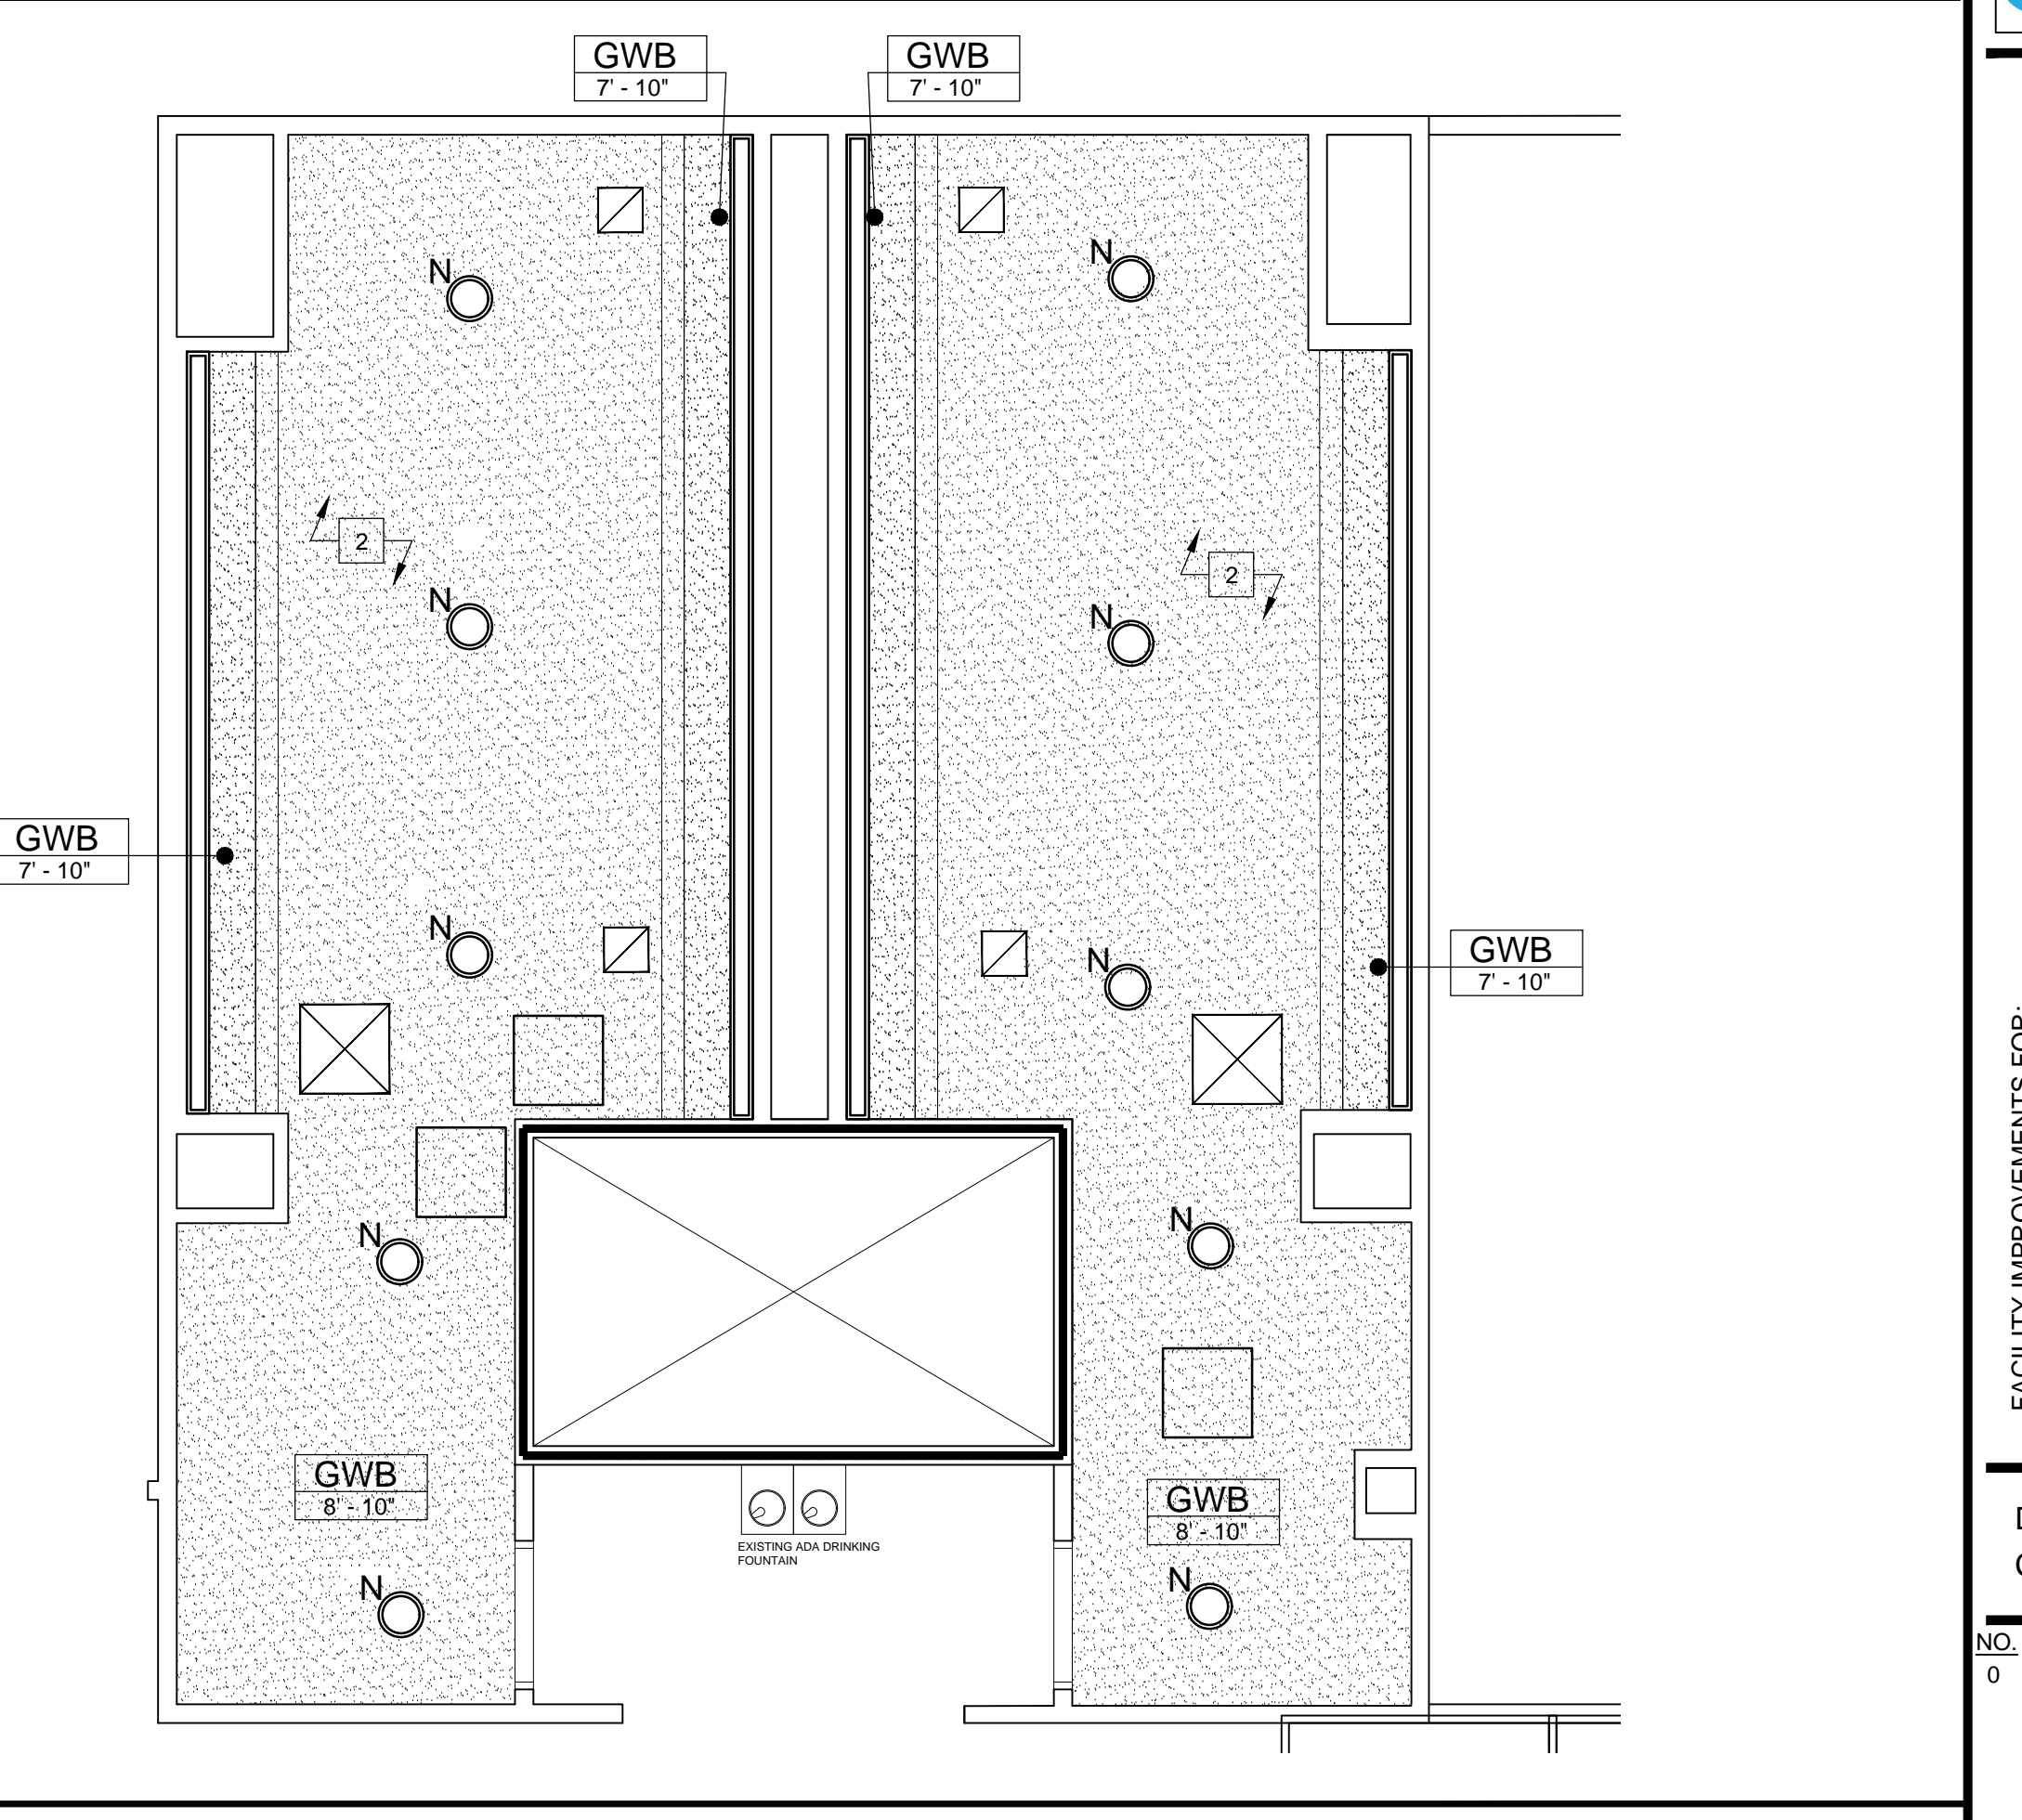 GWB
7' - 10"
GWB
7' - 10"
N
N
2
2
N
N
GWB
7' - 10"
N
N
GWB
7' - 10"
FACILITY IMPROVEMENTS FOR:
N
N
GWB
8' - 10"
GWB
8' - 10"
EXISTING ADA DRINKING
FOUNTAIN
N
N
NO.
0